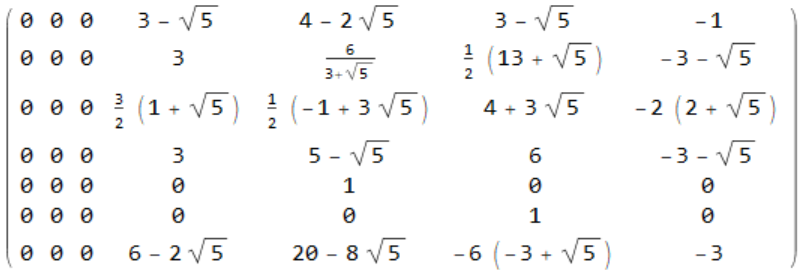 0 0 0 3 - √5 4 - 2 √5 3 - √5 -1
0 0 0 3 6/(3+√5) 1/2 (13 + √5) -3 - √5
0 0 0 3/2 (1 + √5) 1/2 (-1 + 3 √5) 4 + 3 √5 -2 (2 + √5)
0 0 0 3 5 - √5 6 -3 - √5
0 0 0 0 1 0 0
0 0 0 0 0 1 0
0 0 0 6 - 2 √5 20 - 8 √5 -6 (-3 + √5) -3